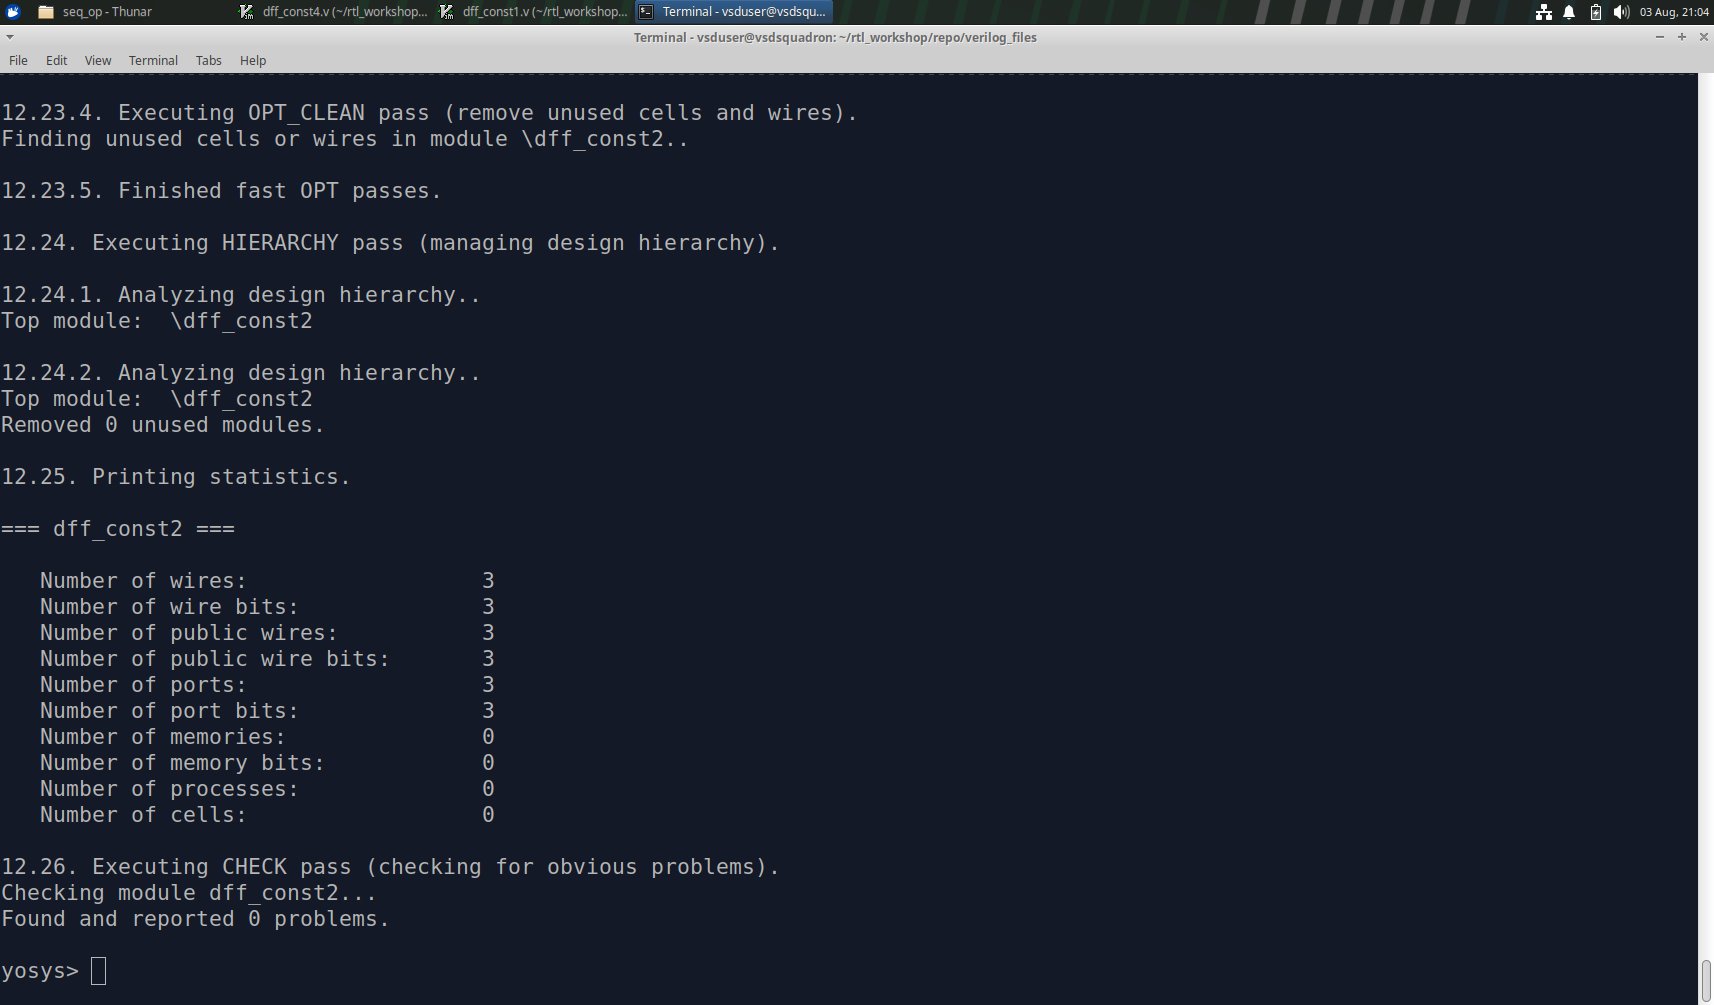 seq_op - Thunar
dff_const4.v (~/rtl_workshop...
dff_const1.v (~/rtl_workshop...
Terminal - vsduser@vsdsqu...
03 Aug, 21:04
Terminal - vsduser@vsdsquadron: ~/rtl_workshop/repo/verilog_files
File Edit View Terminal Tabs Help
12.23.4. Executing OPT_CLEAN pass (remove unused cells and wires).
Finding unused cells or wires in module \dff_const2..
12.23.5. Finished fast OPT passes.
12.24. Executing HIERARCHY pass (managing design hierarchy).
12.24.1. Analyzing design hierarchy..
Top module:  \dff_const2
12.24.2. Analyzing design hierarchy..
Top module:  \dff_const2
Removed 0 unused modules.
12.25. Printing statistics.
=== dff_const2 ===
Number of wires: 3
Number of wire bits: 3
Number of public wires: 3
Number of public wire bits: 3
Number of ports: 3
Number of port bits: 3
Number of memories: 0
Number of memory bits: 0
Number of processes: 0
Number of cells: 0
12.26. Executing CHECK pass (checking for obvious problems).
Checking module dff_const2...
Found and reported 0 problems.
yosys>